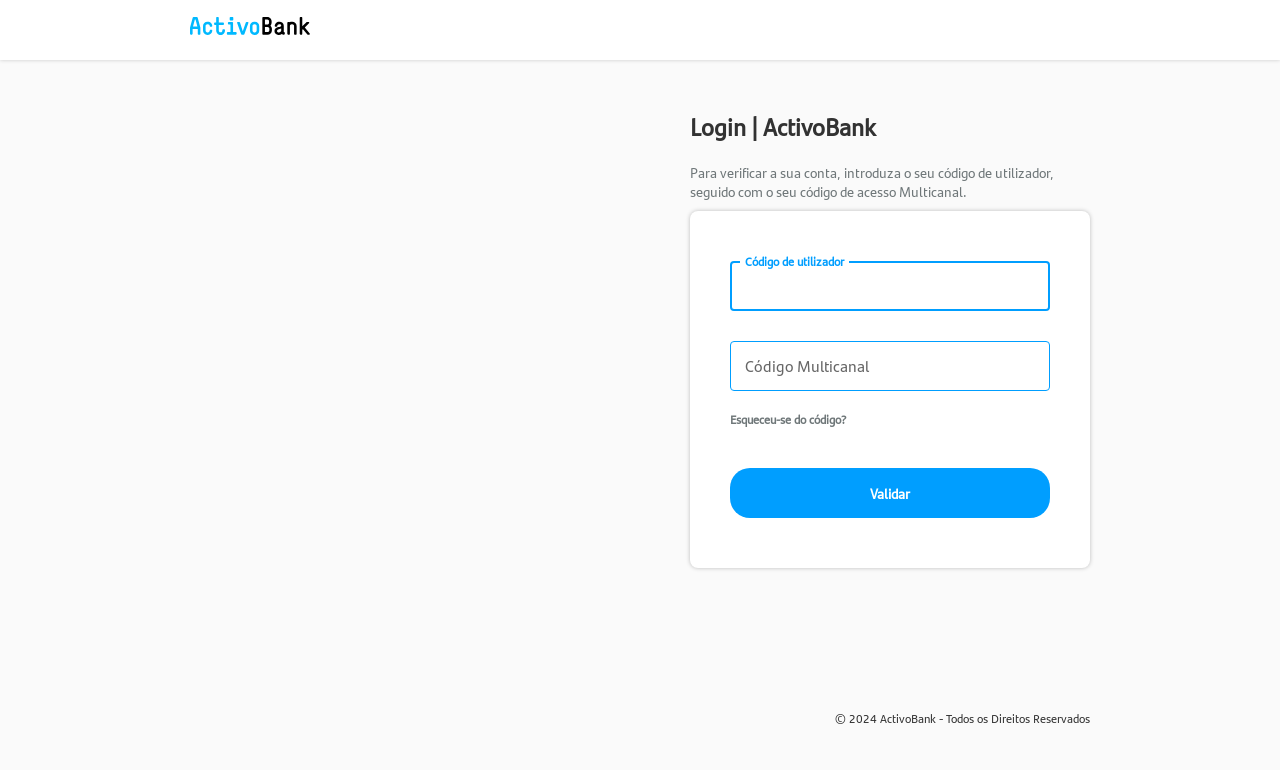 ActivoBank
Login | ActivoBank
Para verificar a sua conta, introduza o seu código de utilizador,
seguido com o seu código de acesso Multicanal.
Código de utilizador
Código Multicanal
Esqueceu-se do código?
Validar
© 2024 ActivoBank - Todos os Direitos Reservados